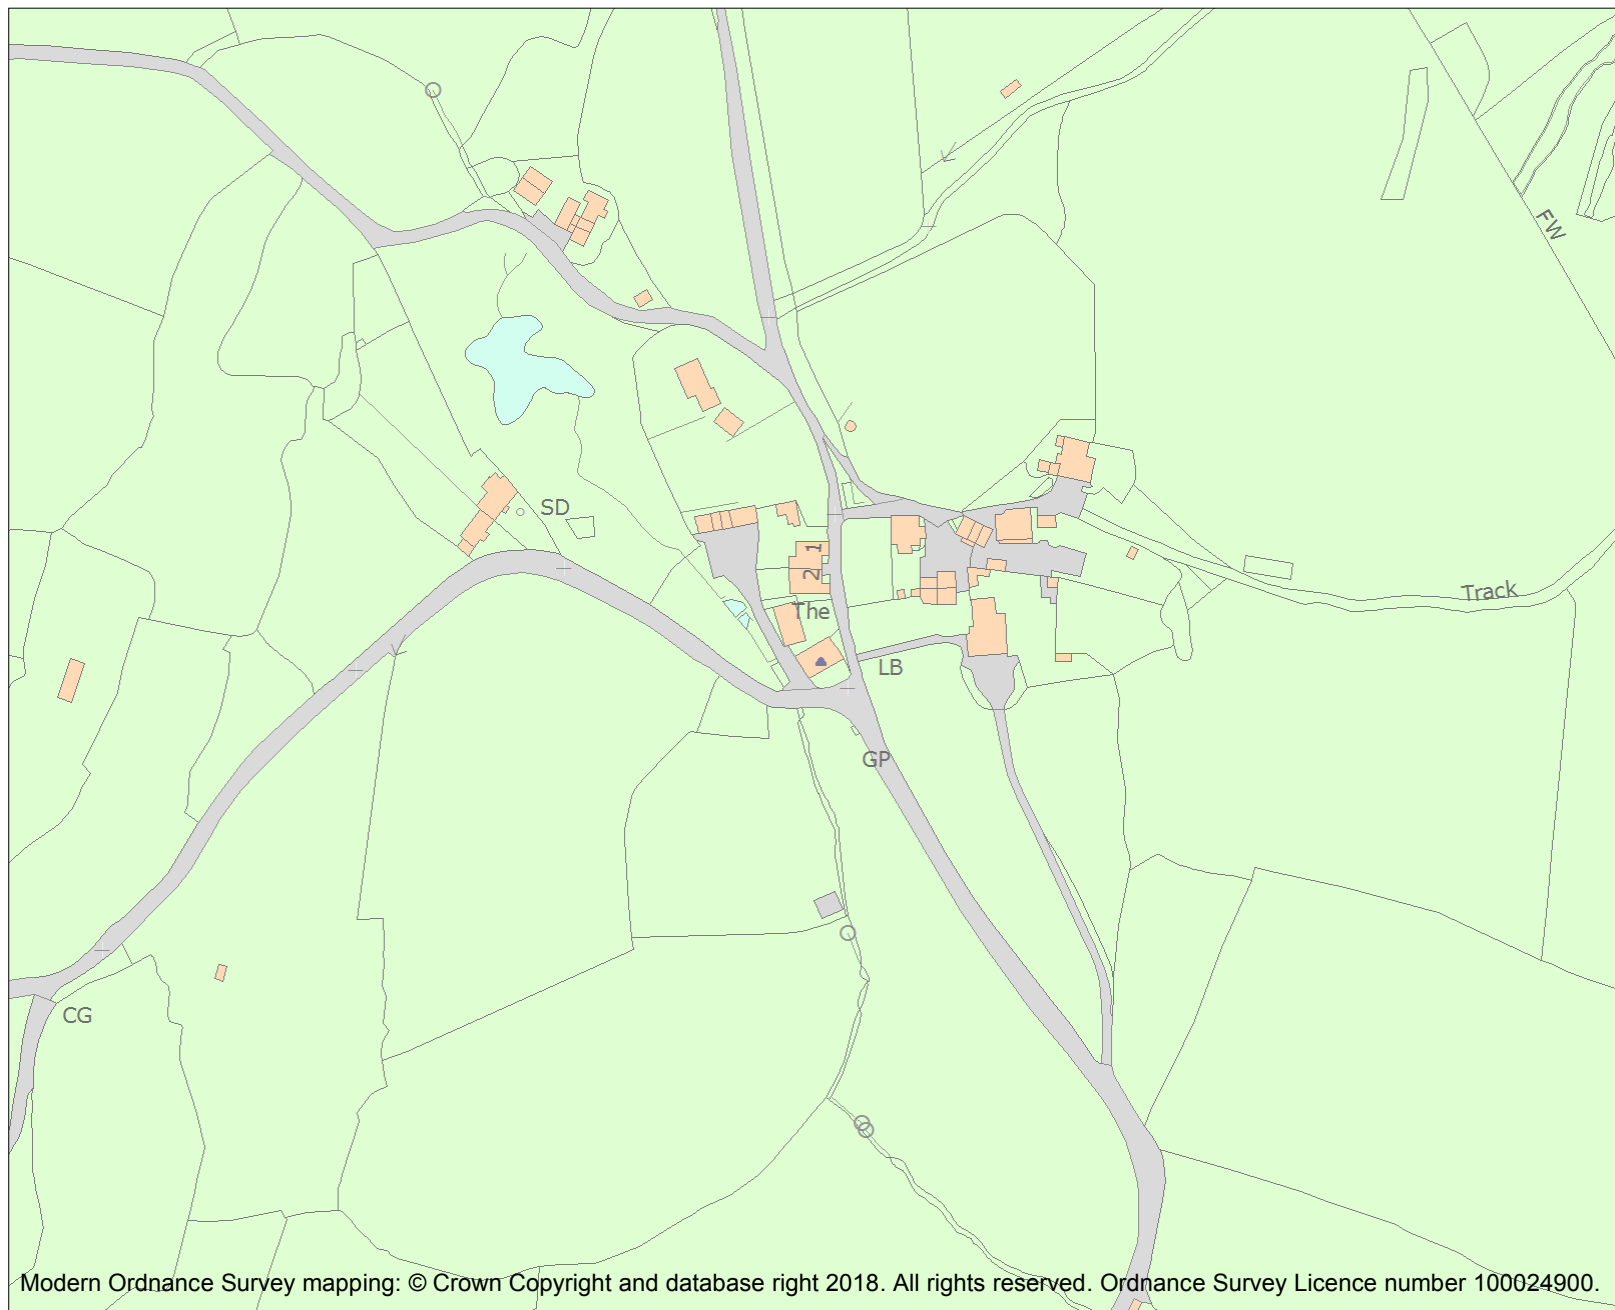 FW
SD
1
2
Track
The
LB
GP
CG
Modern Ordnance Survey mapping: © Crown Copyright and database right 2018. All rights reserved. Ordnance Survey Licence number 100024900.